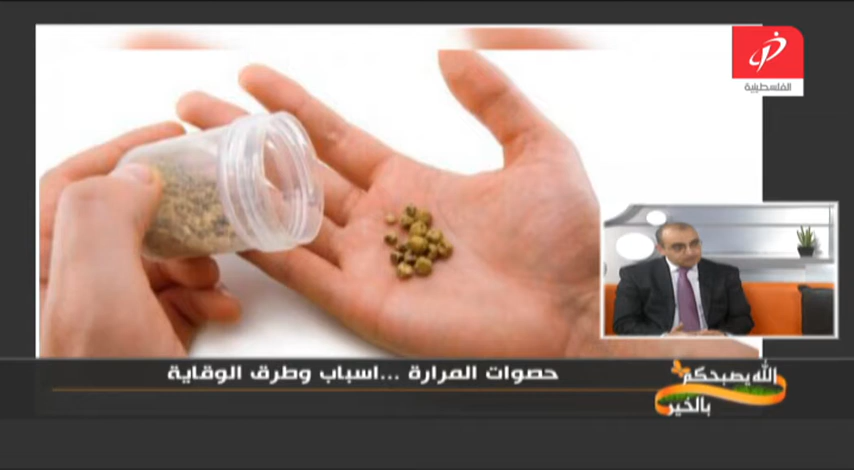 الفلسطينية
حصوات المرارة ...اسباب وطرق الوقاية
الله يصبحكم
بالخير